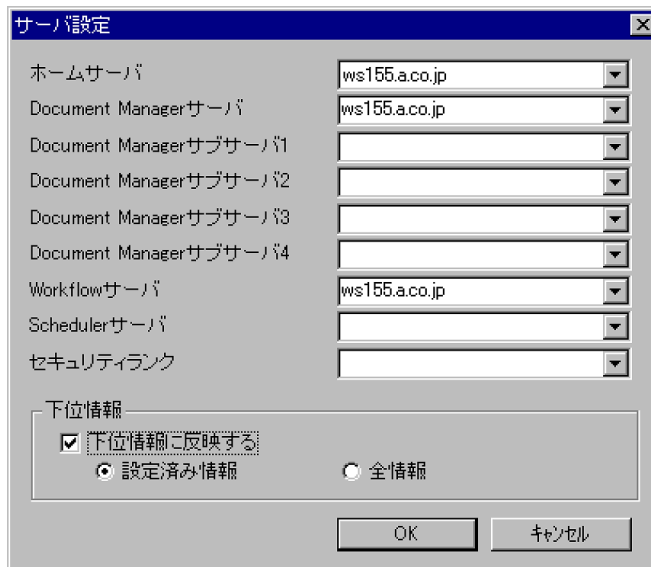 サーバ設定
ホームサーバ ws155.a.co.jp
Document Managerサーバ ws155.a.co.jp
Document Managerサブサーバ1
Document Managerサブサーバ2
Document Managerサブサーバ3
Document Managerサブサーバ4
Workflowサーバ ws155.a.co.jp
Schedulerサーバ
セキュリティランク
下位情報
下位情報に反映する
設定済み情報 全情報
OK キャンセル